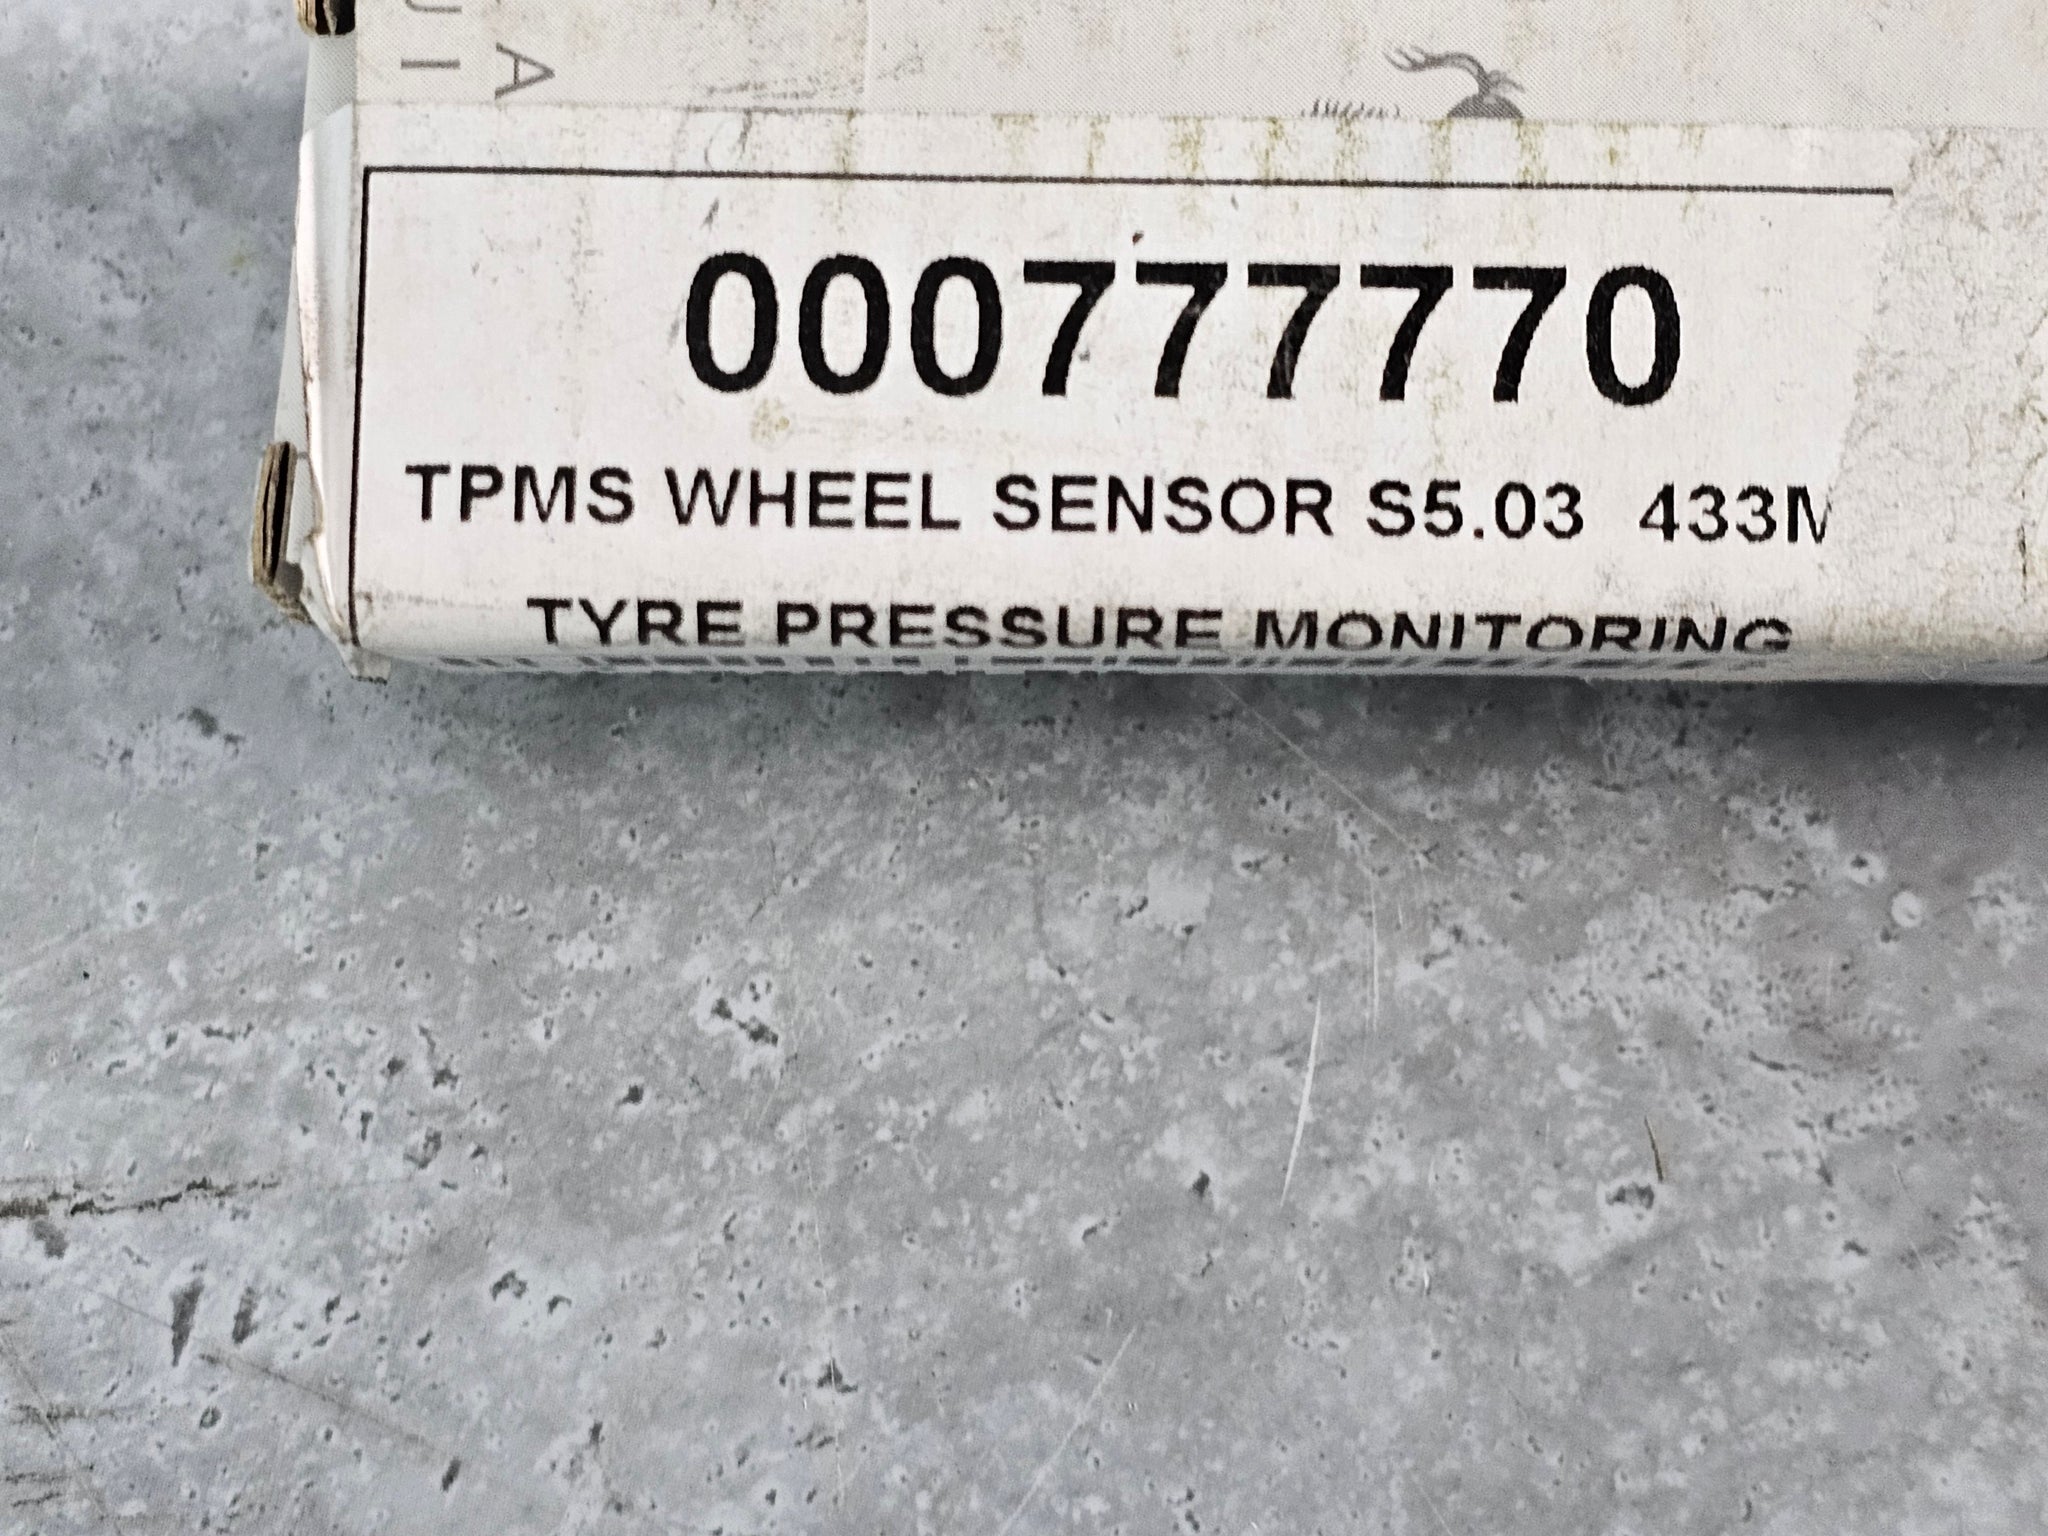 000777770
TPMS WHEEL SENSOR S5.03 433M
TYRE PRESSURE MONITORING